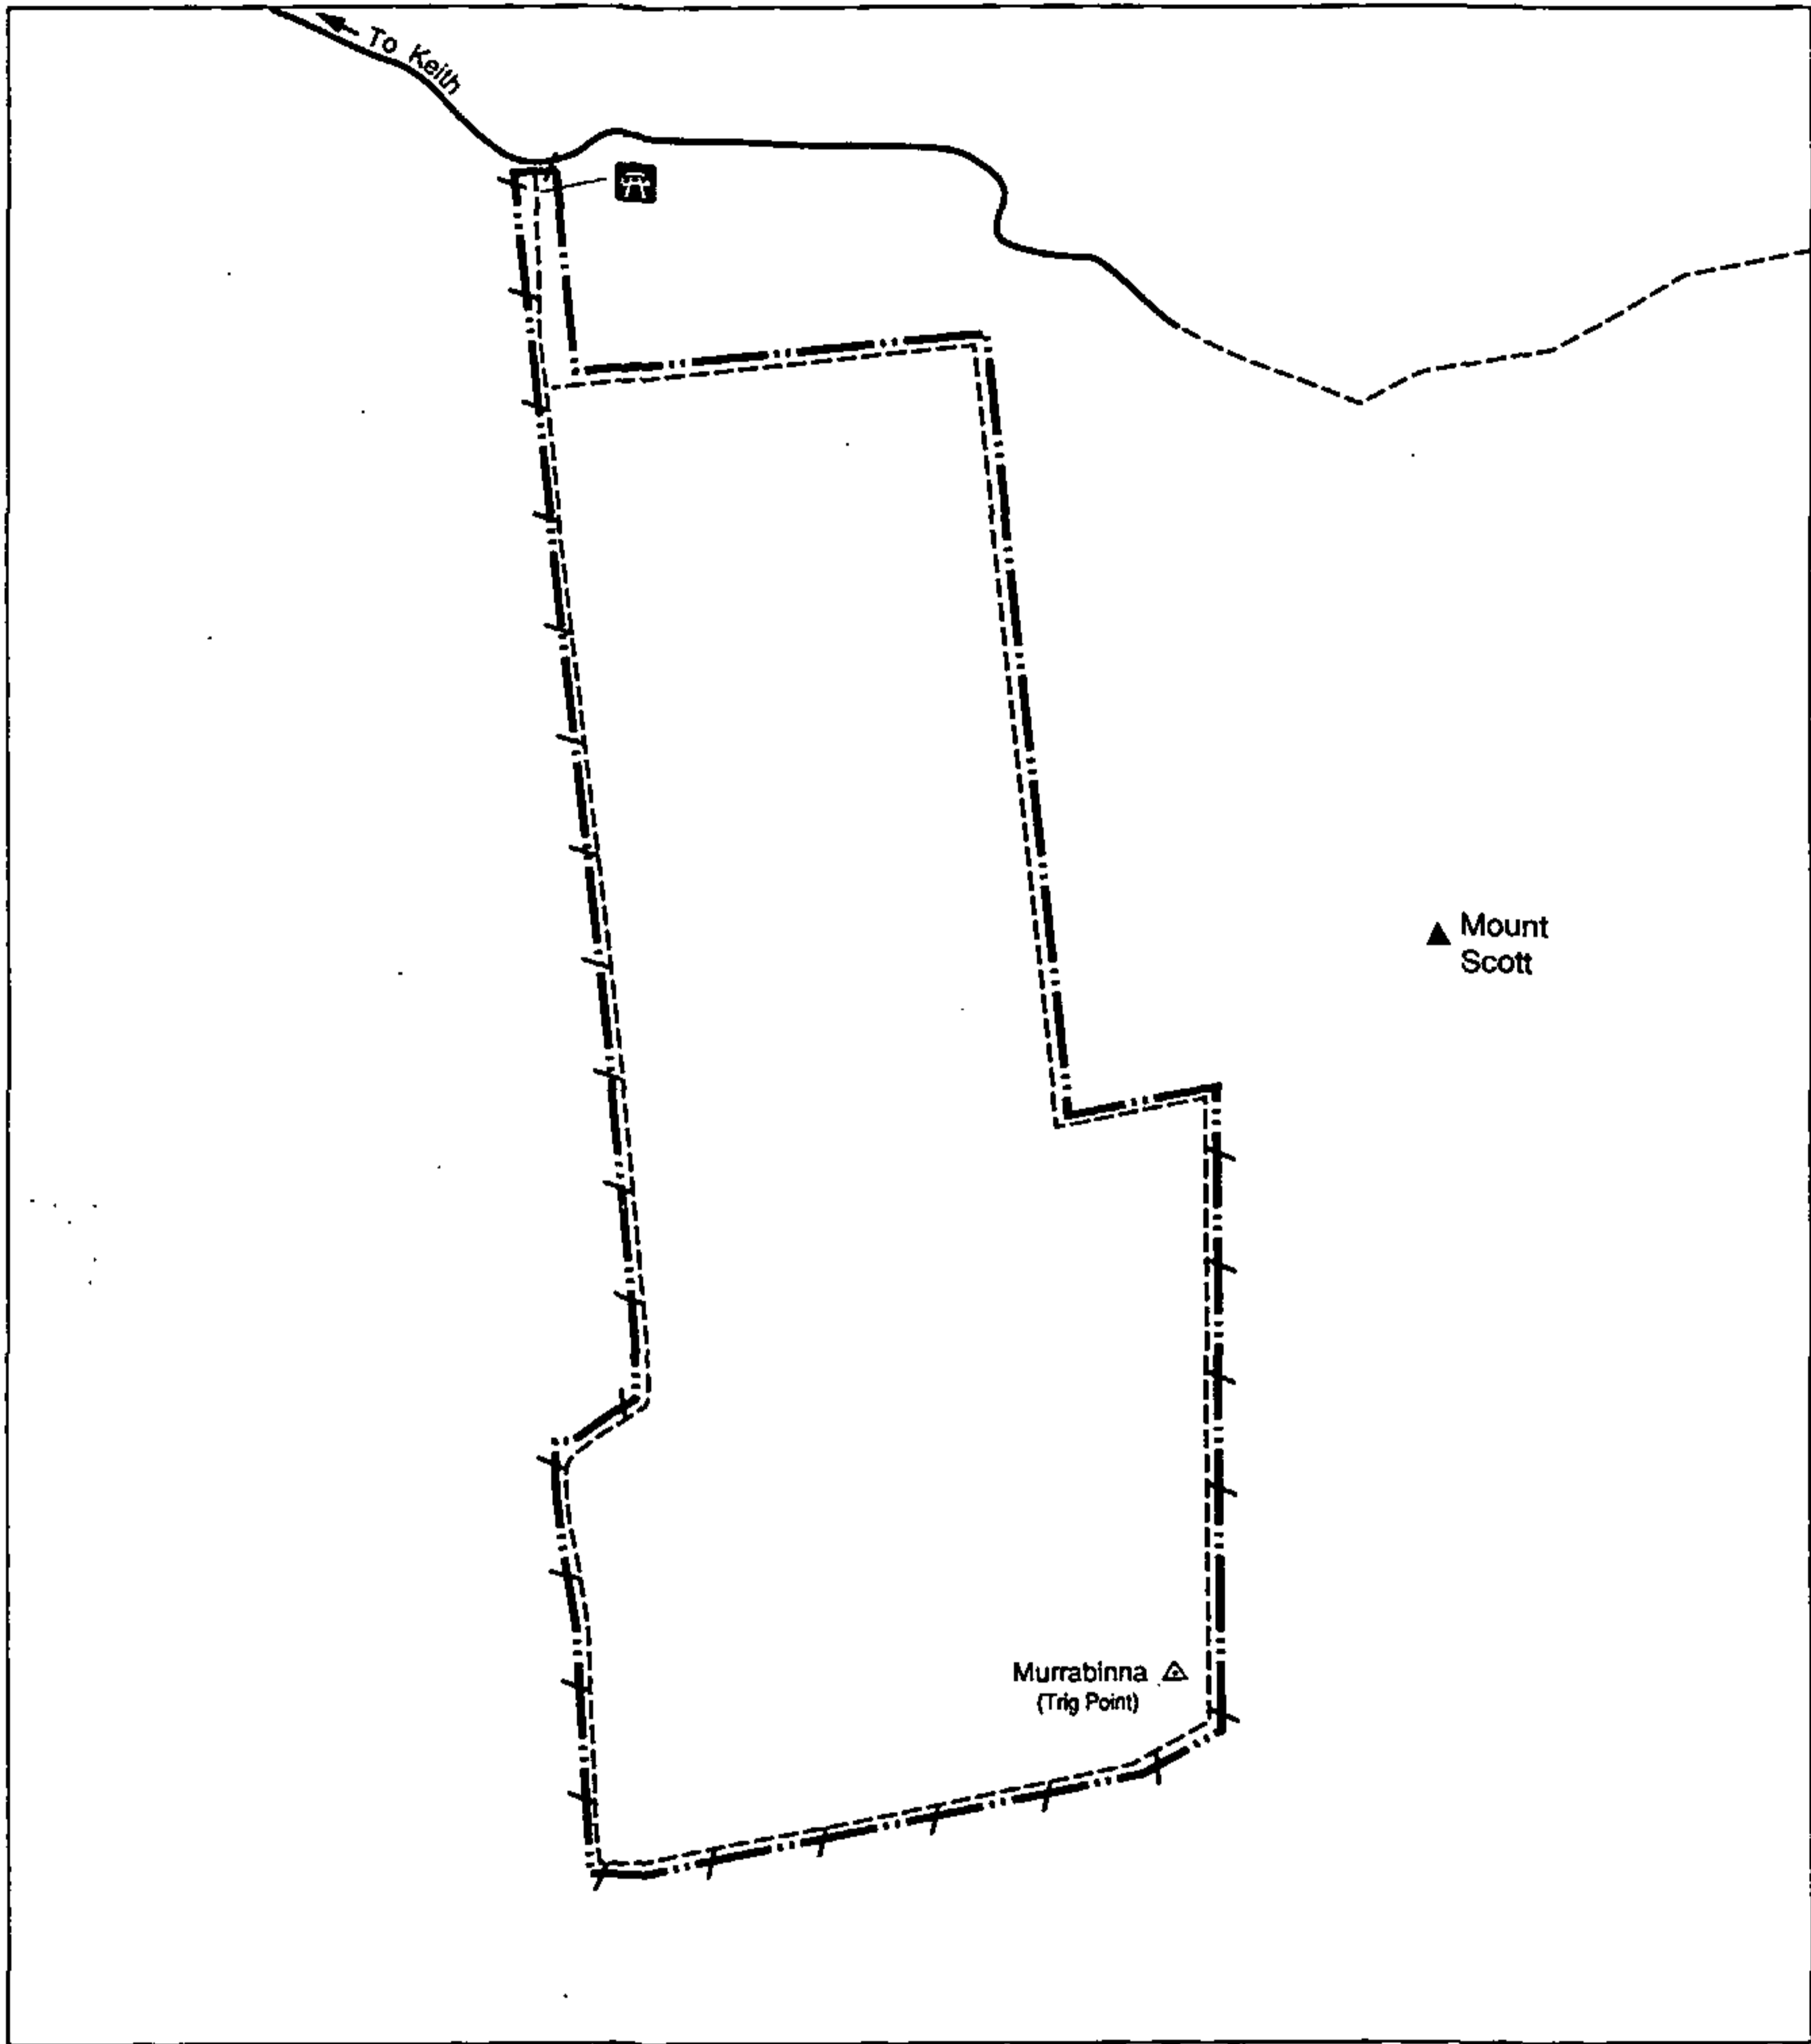 To Keith
Mount
Scott
Murrabinna
(Trig Point)